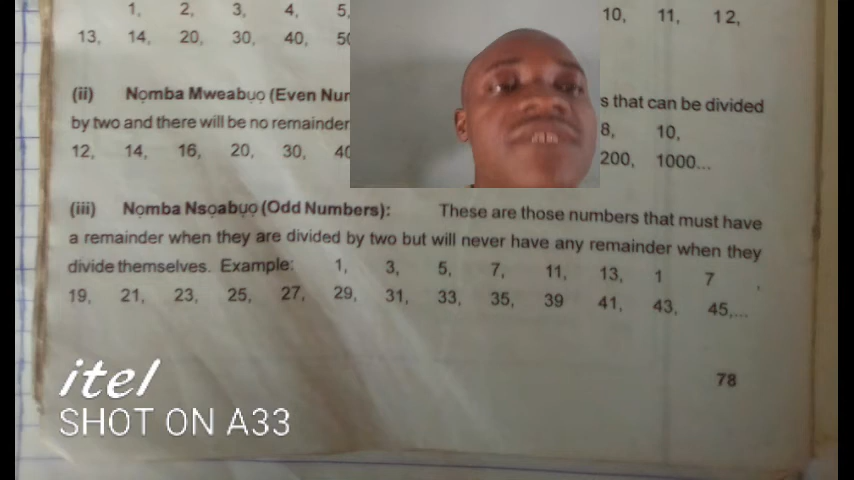 1, 2, 3, 4, 5, 10, 11, 12,
13, 14, 20, 30, 40,
(ii) Nọmba Mweabụọ (Even s that can be divided
by two and there will be no remainder 8, 10,
12, 14, 16, 20, 30, 200, 1000...
(iii) Nọmba Nsọabụọ (Odd Numbers): These are those numbers that must have
a remainder when they are divided by two but will never have any remainder when they
divide themselves. Example: 1, 3, 5, 7, 11, 13, 1 7 ,
19, 21, 23, 25, 27, 29, 31, 33, 35, 39 41, 43, 45,...
78
itel
SHOT ON A33